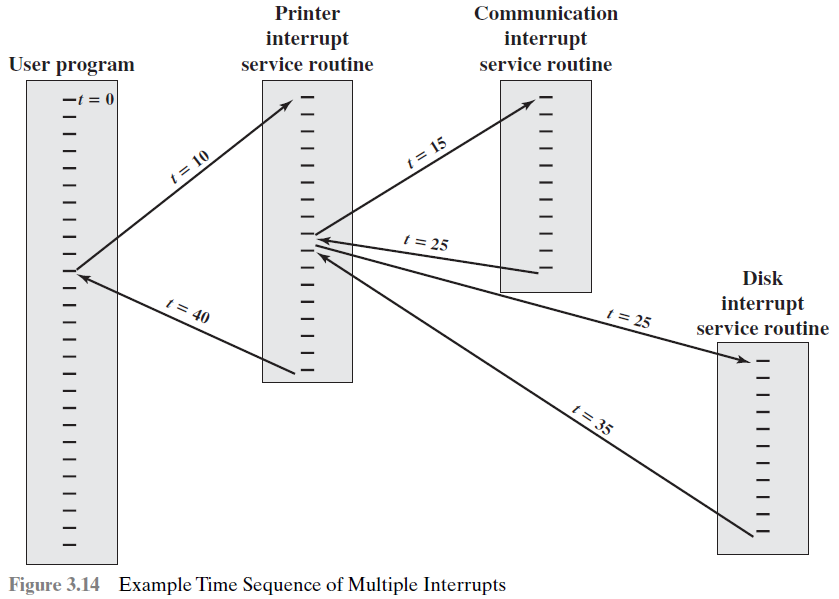 Printer
interrupt
service routine
Communication
interrupt
service routine
User program
t = 0
t = 10
t = 15
t = 25
t = 40
t = 25
Disk
interrupt
service routine
t = 35
Figure 3.14 Example Time Sequence of Multiple Interrupts